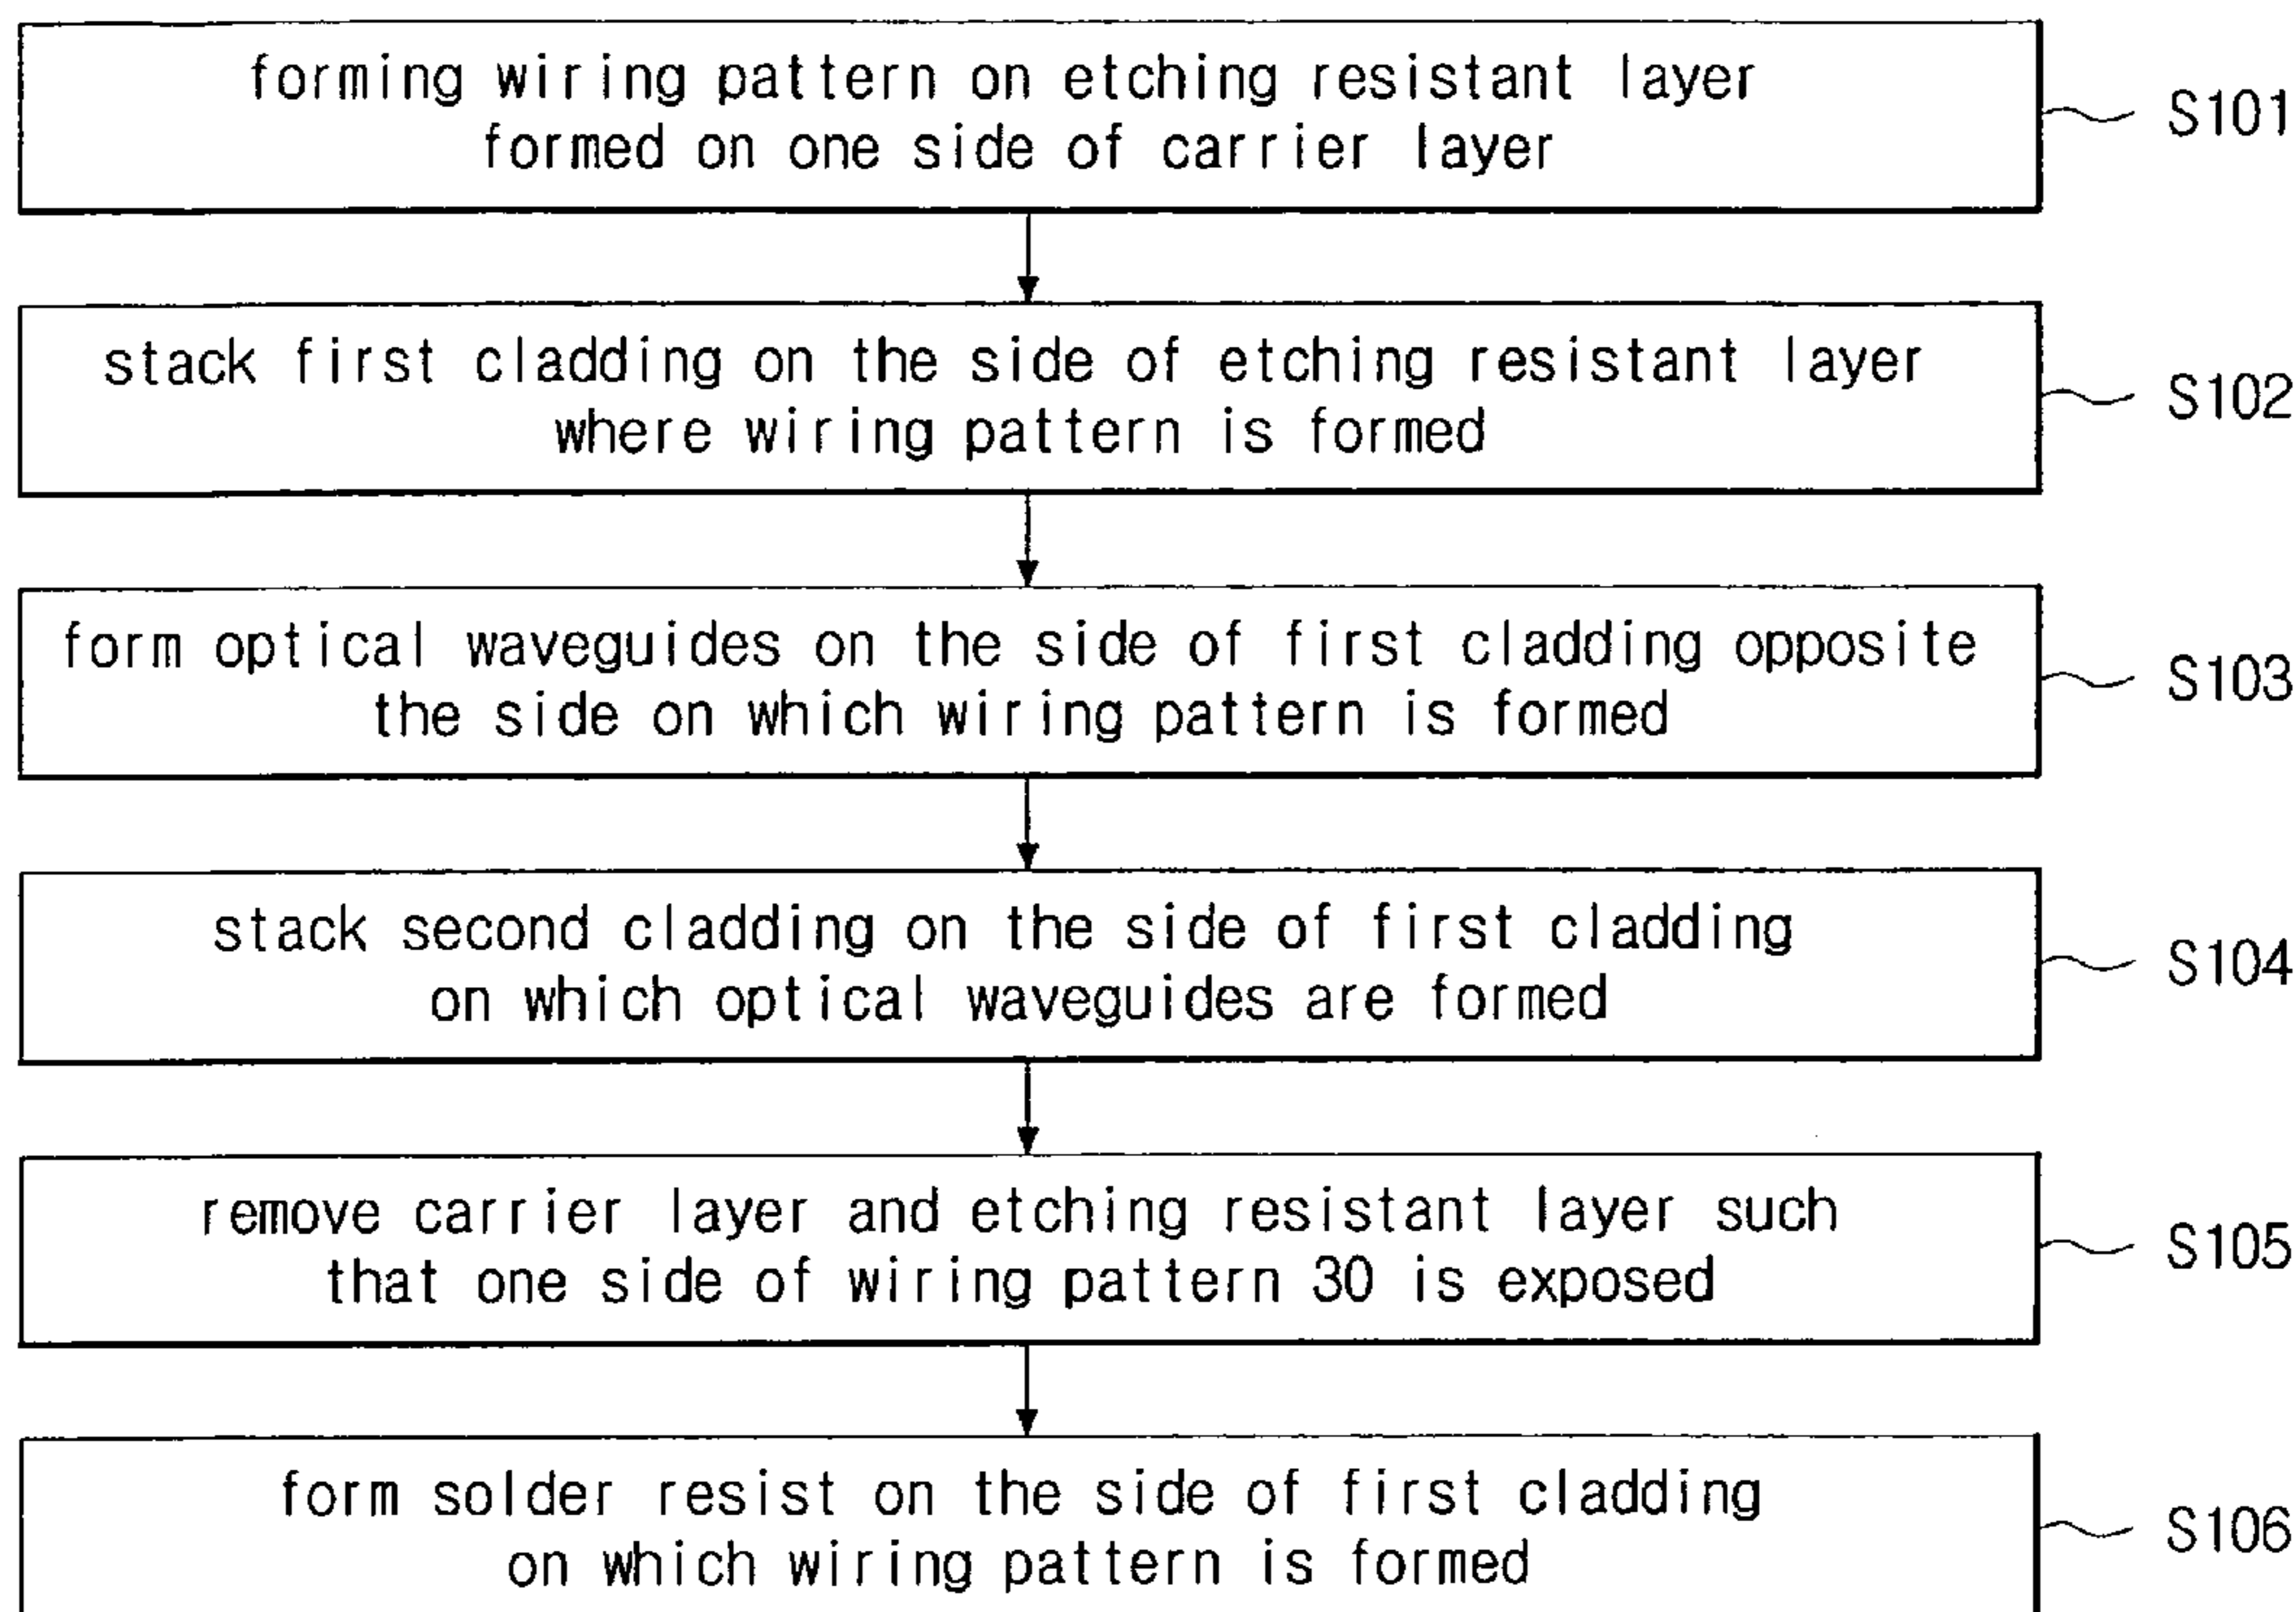 forming wiring pattern on etching resistant layer
formed on one side of carrier layer
S101
stack first cladding on the side of etching resistant layer
where wiring pattern is formed
S102
form optical waveguides on the side of first cladding opposite
the side on which wiring pattern is formed
S103
stack second cladding on the side of first cladding
on which optical waveguides are formed
S104
remove carrier layer and etching resistant layer such
that one side of wiring pattern 30 is exposed
S105
form solder resist on the side of first cladding
on which wiring pattern is formed
S106